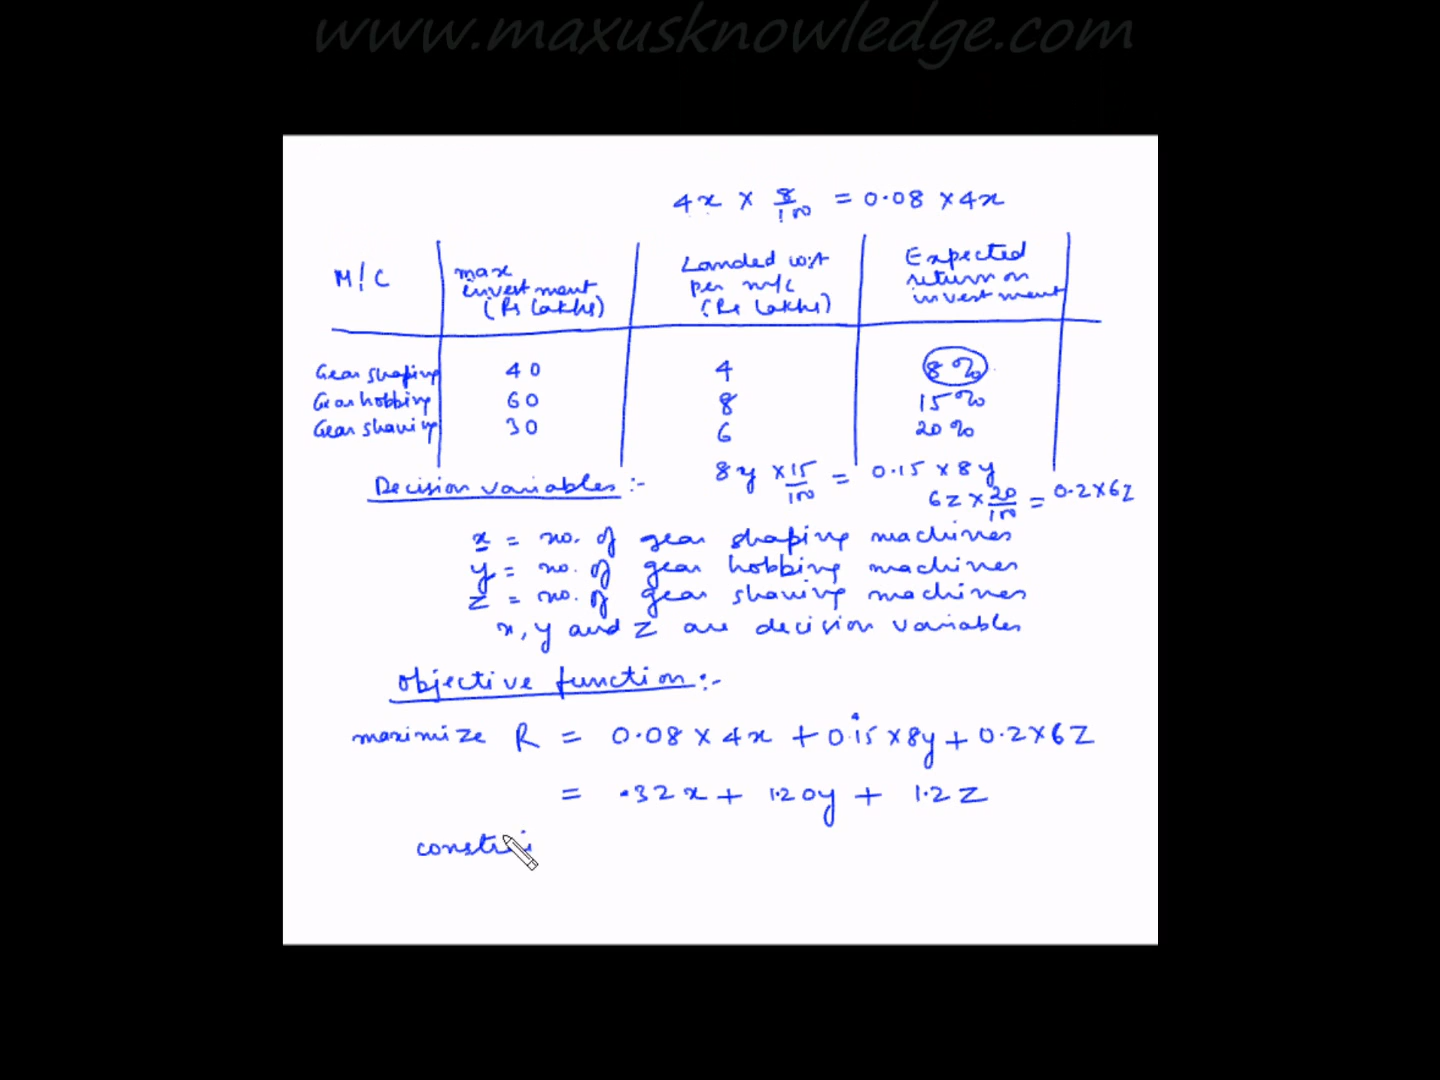 www.maxusknowledge.com
4x × 8/100 = 0.08 × 4x
M/C | max investment (Rs lakhs) | Landed cost per m/c (Rs lakhs) | Expected return on investment
Gear shaping | 40 | 4 | 8%
Gear hobbing | 60 | 8 | 15%
Gear shaving | 30 | 6 | 20%
8y × 15/100 = 0.15 × 8y
6z × 20/100 = 0.2×6z
Decision variables :-
x = no. of gear shaping machines
y = no. of gear hobbing machines
z = no. of gear shaving machines
x, y and z are decision variables
Objective function :-
maximize R = 0.08 × 4x + 0.15 × 8y + 0.2×6z
= .32x + 1.20y + 1.2z
constrai